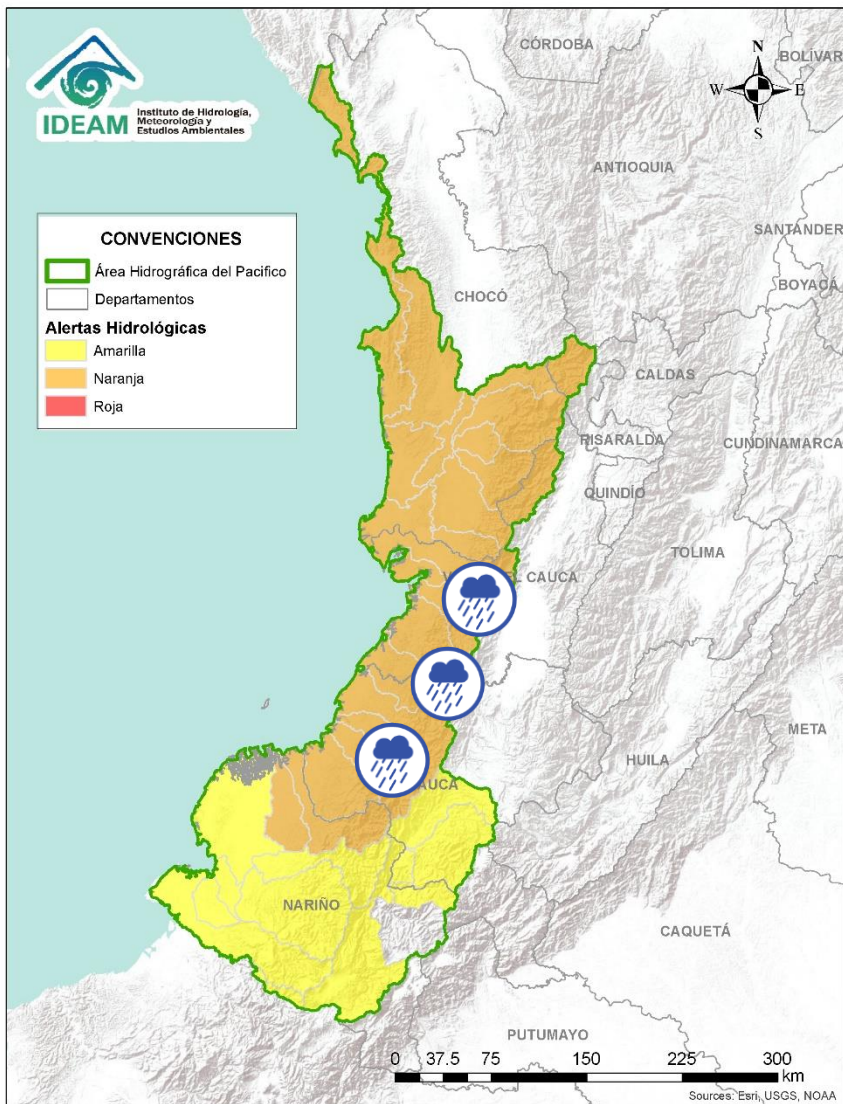 IDEAM
Instituto de Hidrología,
Meteorología y
Estudios Ambientales
N
W
E
S
CÓRDOBA
BOLÍVAR
ANTIOQUIA
SANTANDER
BOYACÁ
CONVENCIONES
Área Hidrográfica del Pacifico
Departamentos
Alertas Hidrológicas
Amarilla
Naranja
Roja
CHOCÓ
CALDAS
RISARALDA
CUNDINAMARCA
QUINDÍO
TOLIMA
CAUCA
META
HUILA
NARIÑO
CAQUETÁ
PUTUMAYO
0 37.5 75 150 225 300
km
Sources: Esri, USGS, NOAA